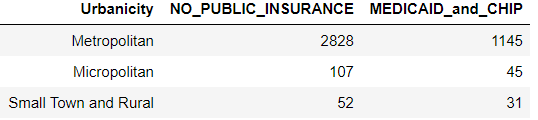 Urbanicity NO_PUBLIC_INSURANCE MEDICAID_and_CHIP
Metropolitan 2828 1145
Micropolitan 107 45
Small Town and Rural 52 31